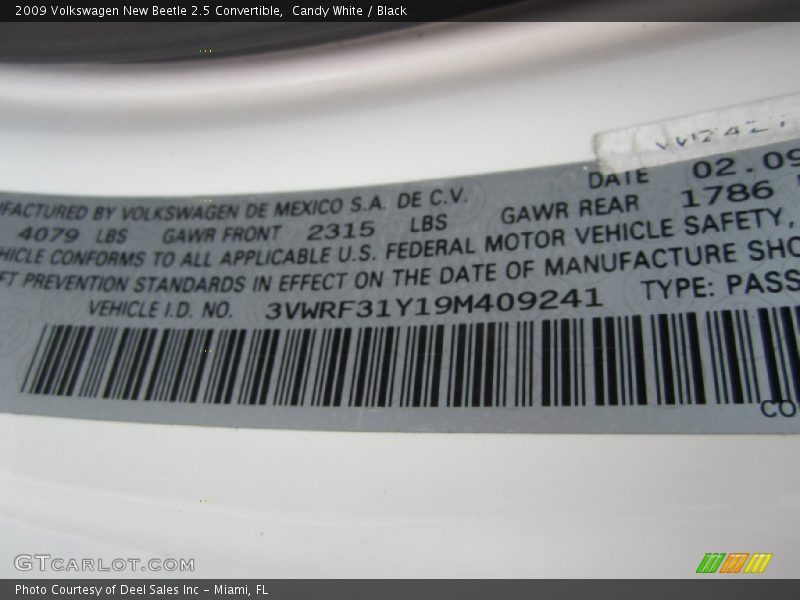 2009 Volkswagen New Beetle 2.5 Convertible, Candy White / Black
DATE 02.09
UFACTURED BY VOLKSWAGEN DE MEXICO S.A. DE C.V.
4079 LBS GAWR FRONT 2315 LBS GAWR REAR 1786
HICLE CONFORMS TO ALL APPLICABLE U.S. FEDERAL MOTOR VEHICLE SAFETY,
FT PREVENTION STANDARDS IN EFFECT ON THE DATE OF MANUFACTURE SHO
VEHICLE I.D. NO. 3VWRF31Y19M409241 TYPE: PASS
CO
GTCARLOT.COM
Photo Courtesy of Deel Sales Inc - Miami, FL